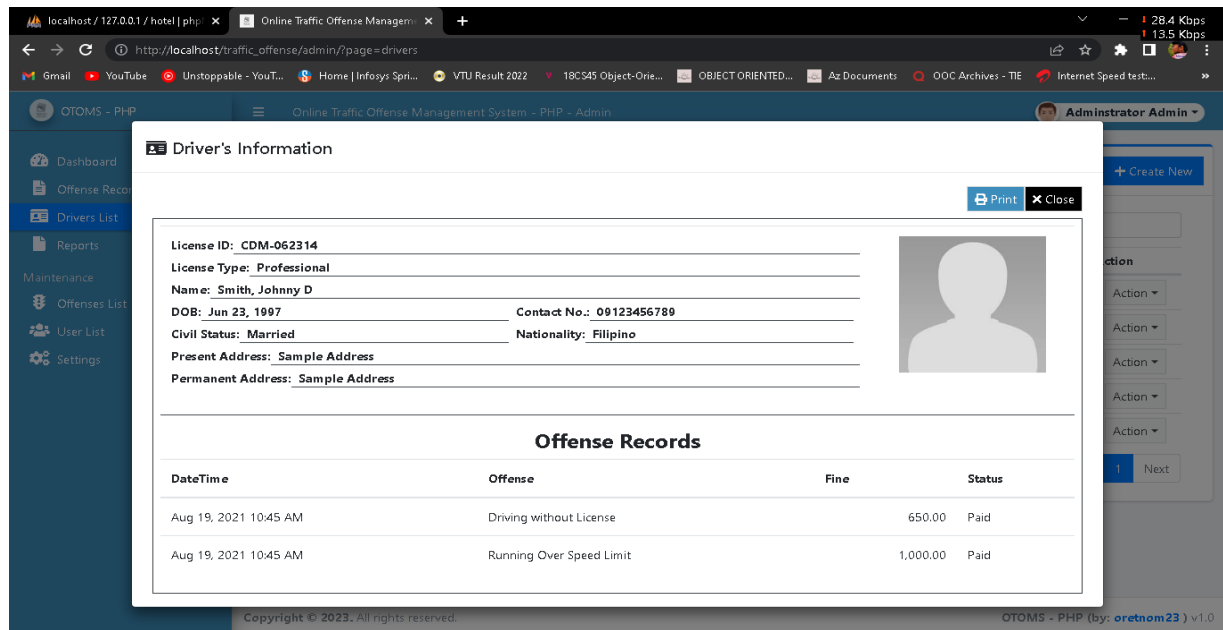 localhost / 127.0.0.1 / hotel | php
Online Traffic Offense Manageme
28.4 Kbps
13.5 Kbps
http://localhost/traffic_offense/admin/?page=drivers
Gmail YouTube Unstoppable - YouT... Home | Infosys Spri... VTU Result 2022 18CS45 Object-Orie... OBJECT ORIENTED... Az Documents OOC Archives - TIE Internet Speed test:... »
OTOMS - PHP
Online Traffic Offense Management System - PHP - Admin
Adminstrator Admin
Driver's Information
Dashboard
Create New
Offense Recor
Print Close
Drivers List
Reports
License ID: CDM-062314
ction
License Type: Professional
Maintenance
Name: Smith, Johnny D
Action
Offenses List
DOB: Jun 23, 1997 Contact No.: 09123456789
User List
Civil Status: Married Nationality: Filipino
Action
Settings
Present Address: Sample Address
Action
Permanent Address: Sample Address
Action
Action
Offense Records
1 Next
DateTime Offense Fine Status
Aug 19, 2021 10:45 AM Driving without License 650.00 Paid
Aug 19, 2021 10:45 AM Running Over Speed Limit 1,000.00 Paid
Copyright © 2023. All rights reserved.
OTOMS - PHP (by: oretnom23 ) v1.0